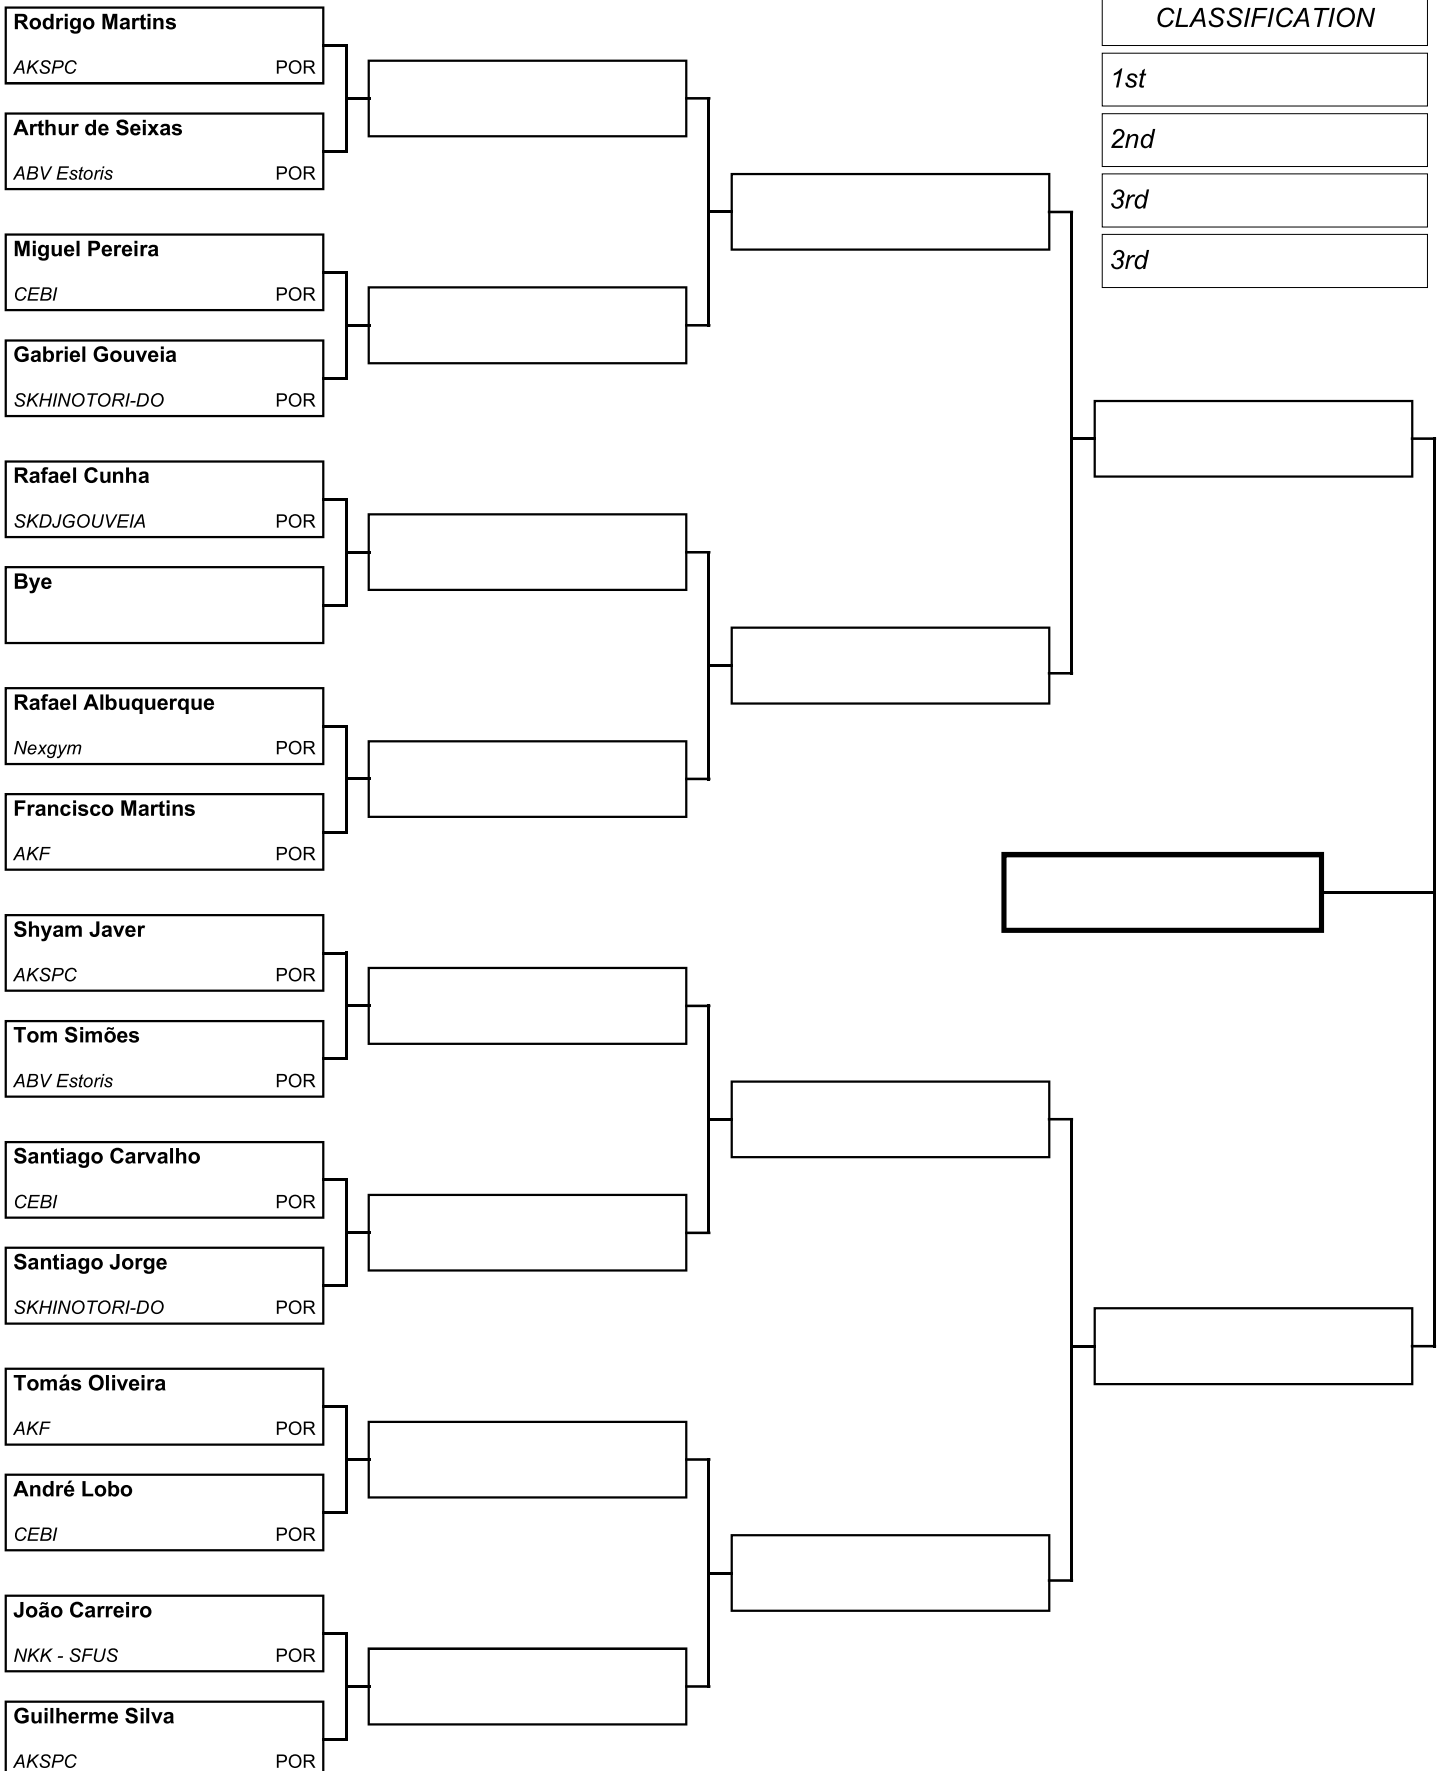 Rodrigo Martins
AKSPC POR
Arthur de Seixas
ABV Estoris POR
Miguel Pereira
CEBI POR
Gabriel Gouveia
SKHINOTORI-DO POR
Rafael Cunha
SKDJGOUVEIA POR
Bye
Rafael Albuquerque
Nexgym POR
Francisco Martins
AKF POR
Shyam Javer
AKSPC POR
Tom Simões
ABV Estoris POR
Santiago Carvalho
CEBI POR
Santiago Jorge
SKHINOTORI-DO POR
Tomás Oliveira
AKF POR
André Lobo
CEBI POR
João Carreiro
NKK - SFUS POR
Guilherme Silva
AKSPC POR
CLASSIFICATION
1st
2nd
3rd
3rd